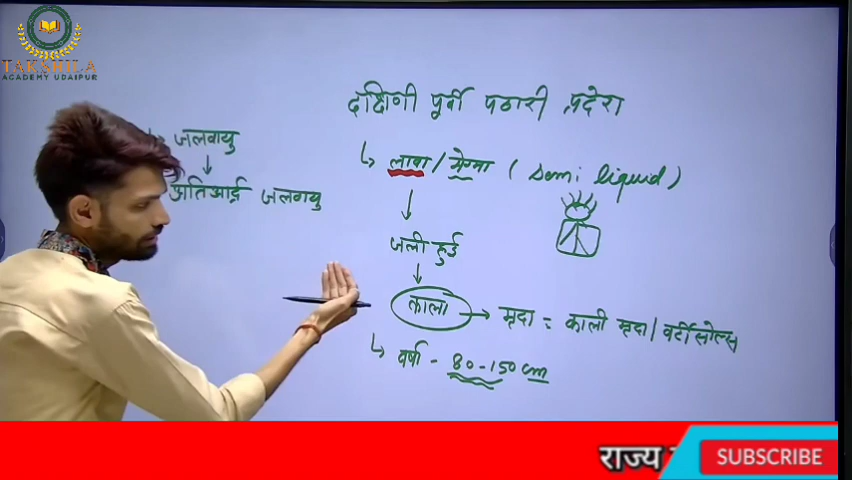 TAKSHILA
ACADEMY UDAIPUR
दक्षिणी पूर्वी पठारी प्रदेश
↳ लावा / मेग्मा ( Semi liquid )
जलवायु
↓
अतिआर्द्र जलवायु
↓
जली हुई
↓
काला → मृदा : काली मृदा / वर्टीसोल्स
↳ वर्षा - 80-150 cm
राज्य
SUBSCRIBE